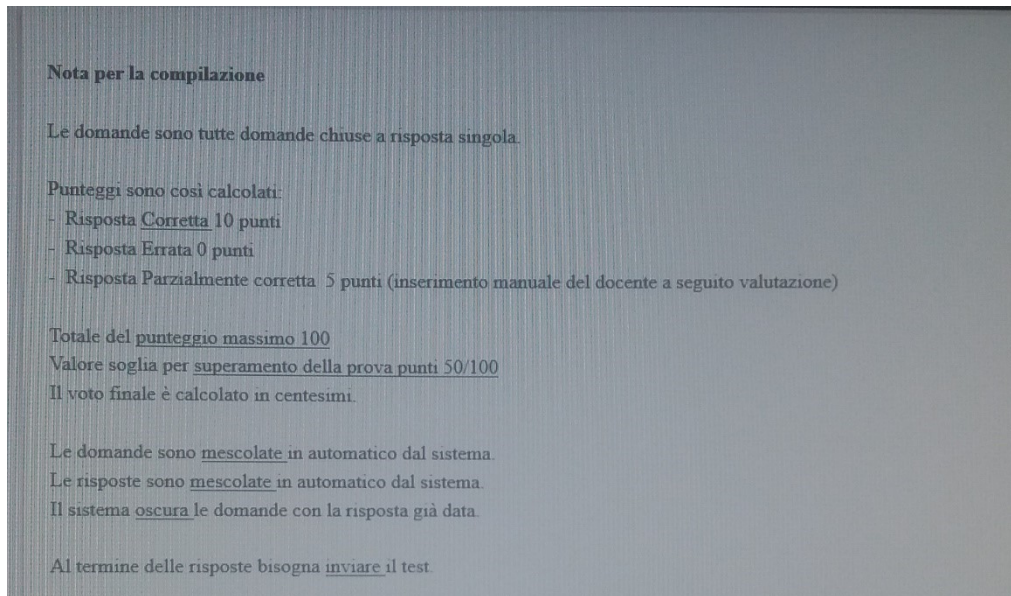 Nota per la compilazione
Le domande sono tutte domande chiuse a risposta singola.
Punteggi sono così calcolati:
- Risposta Corretta 10 punti
- Risposta Errata 0 punti
- Risposta Parzialmente corretta 5 punti (inserimento manuale del docente a seguito valutazione)
Totale del punteggio massimo 100
Valore soglia per superamento della prova punti 50/100
Il voto finale è calcolato in centesimi.
Le domande sono mescolate in automatico dal sistema.
Le risposte sono mescolate in automatico dal sistema.
Il sistema oscura le domande con la risposta già data.
Al termine delle risposte bisogna inviare il test.